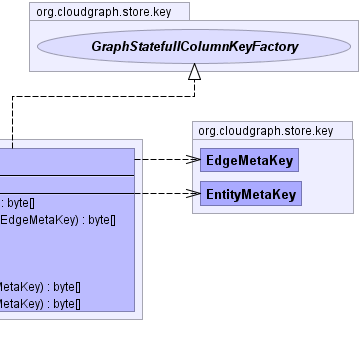 org.cloudgraph.store.key
GraphStatefullColumnKeyFactory
org.cloudgraph.store.key
EdgeMetaKey
EntityMetaKey
: byte[]
EdgeMetaKey) : byte[]
MetaKey) : byte[]
MetaKey) : byte[]